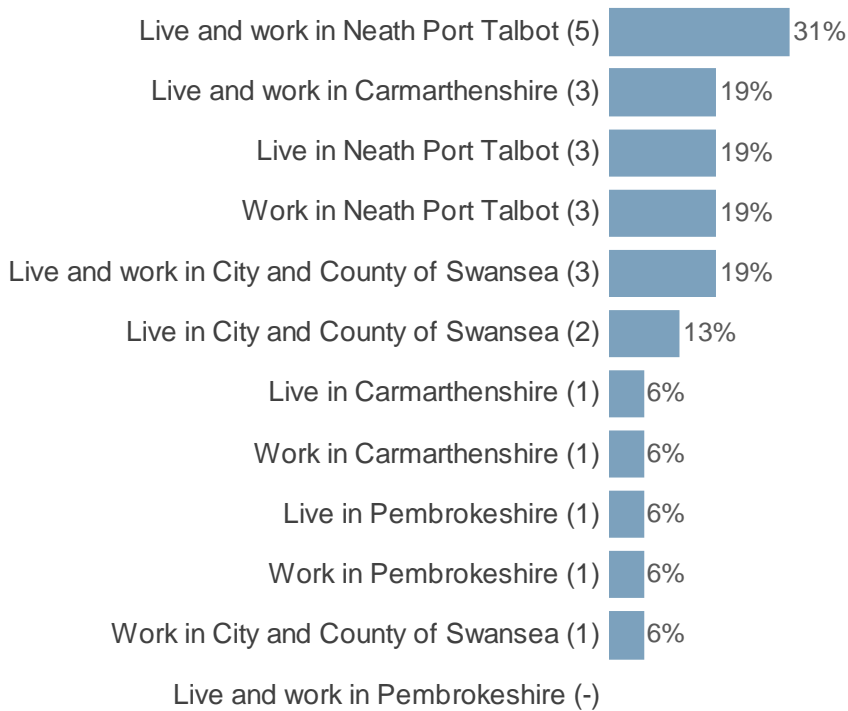 Live and work in Neath Port Talbot (5) 31%
Live and work in Carmarthenshire (3) 19%
Live in Neath Port Talbot (3) 19%
Work in Neath Port Talbot (3) 19%
Live and work in City and County of Swansea (3) 19%
Live in City and County of Swansea (2) 13%
Live in Carmarthenshire (1) 6%
Work in Carmarthenshire (1) 6%
Live in Pembrokeshire (1) 6%
Work in Pembrokeshire (1) 6%
Work in City and County of Swansea (1) 6%
Live and work in Pembrokeshire (-)